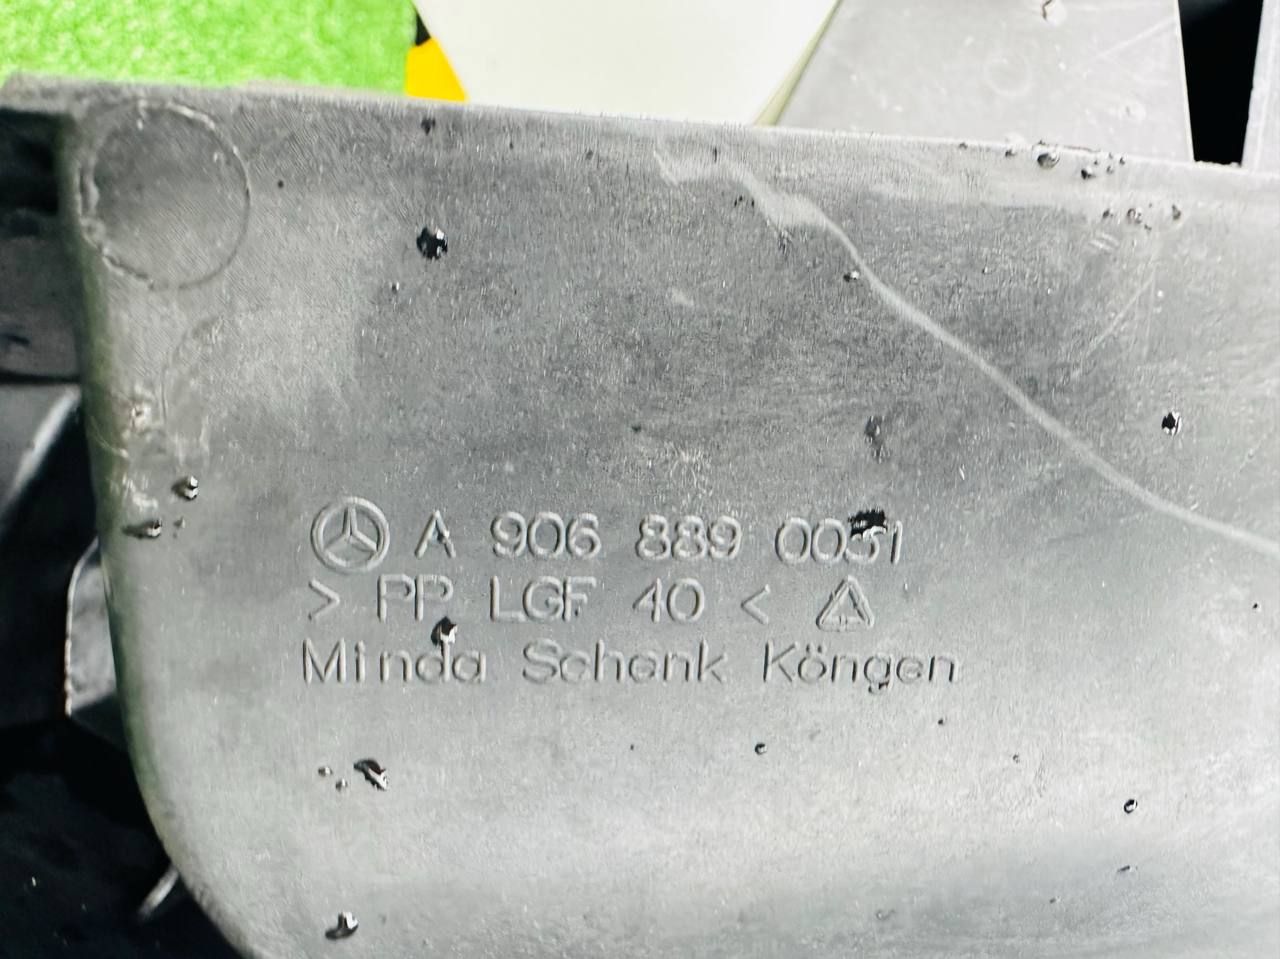 A 906 889 0031
> PP LGF 40 <
Minda Schenk Köngen